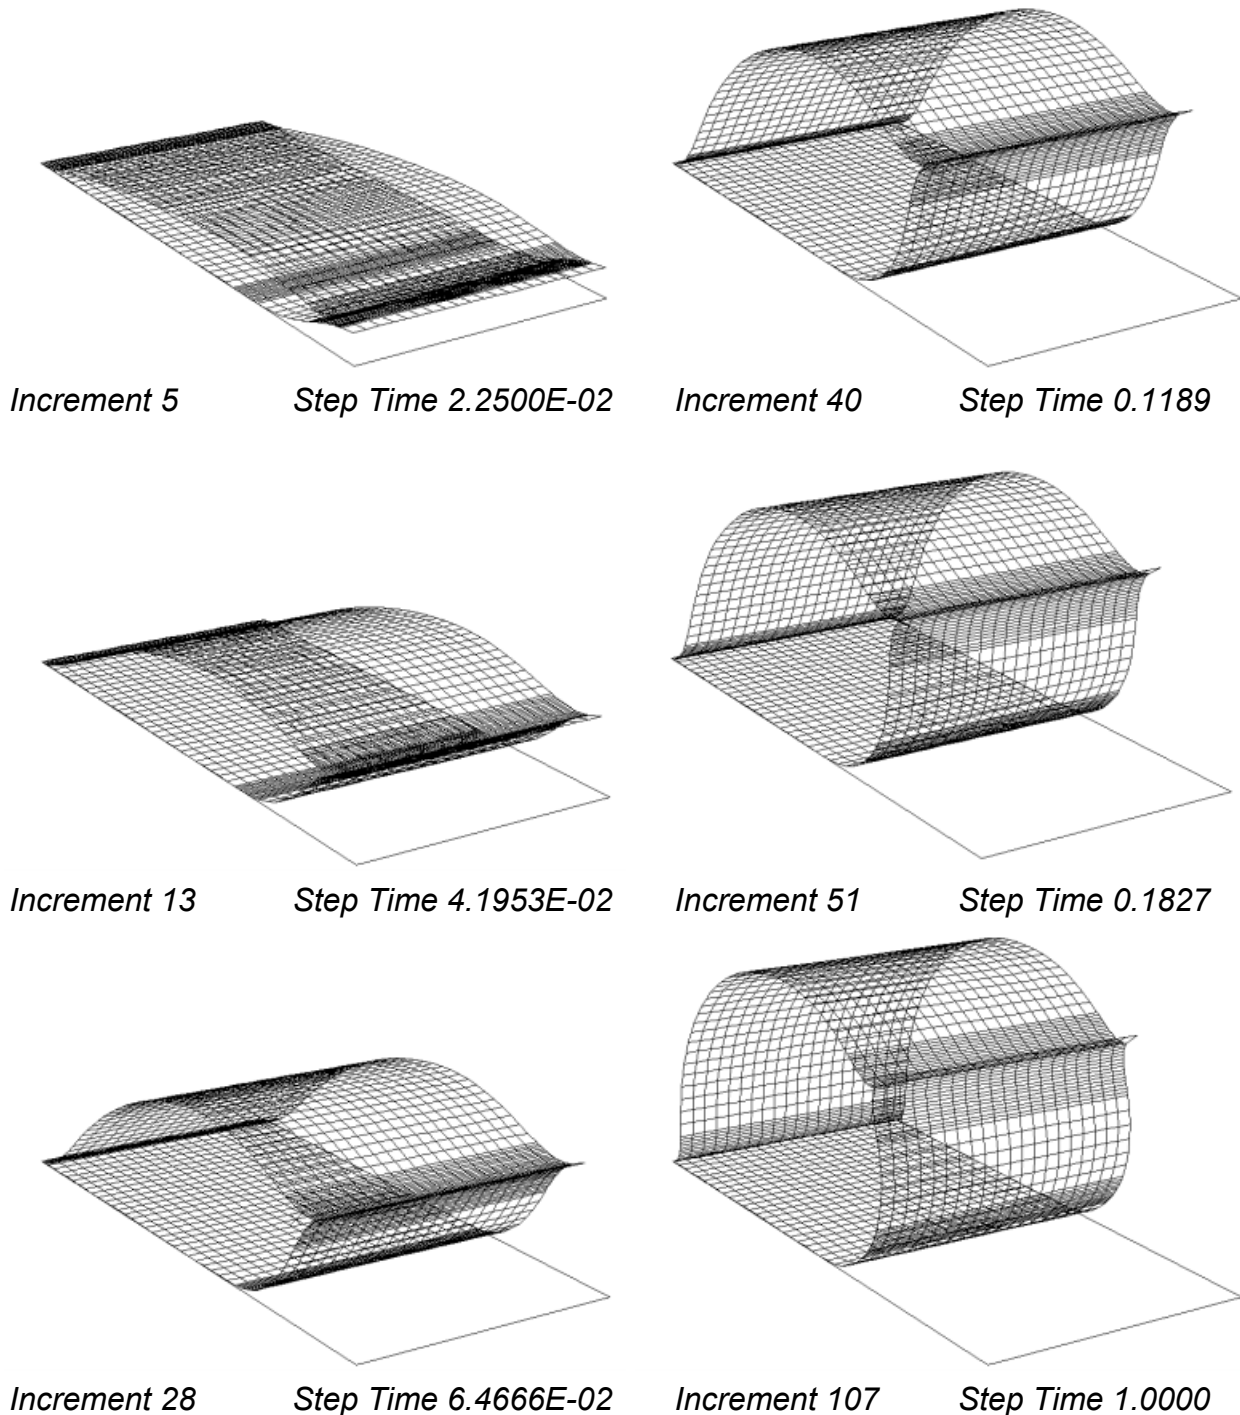 Increment 5 Step Time 2.2500E-02
Increment 40 Step Time 0.1189
Increment 13 Step Time 4.1953E-02
Increment 51 Step Time 0.1827
Increment 28 Step Time 6.4666E-02
Increment 107 Step Time 1.0000